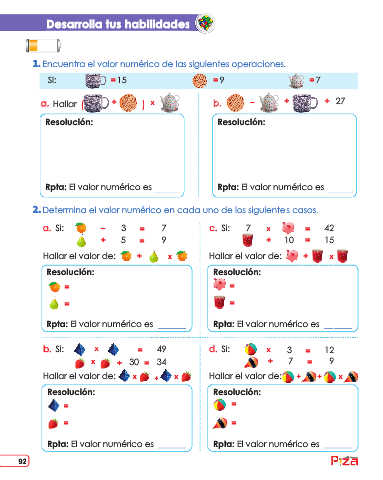 Desarrolla tus habilidades
1. Encuentra el valor numérico de las siguientes operaciones.
Si: = 15 = 9 = 7
a. Hallar ( + ) x
b. - + + 27
Resolución: Resolución:
Rpta: El valor numérico es ______ Rpta: El valor numérico es ______
2. Determina el valor numérico en cada uno de los siguientes casos.
a. Si: - 3 = 7
+ 5 = 9
c. Si: 7 x = 42
+ 10 = 15
Hallar el valor de: + x
Hallar el valor de: + x
Resolución: Resolución:
= =
= =
Rpta: El valor numérico es ______ Rpta: El valor numérico es ______
b. Si: x = 49
x + 30 = 34
d. Si: x 3 = 12
+ 7 = 9
Hallar el valor de: x + x
Hallar el valor de: + + x
Resolución: Resolución:
= =
= =
Rpta: El valor numérico es ______ Rpta: El valor numérico es ______
92